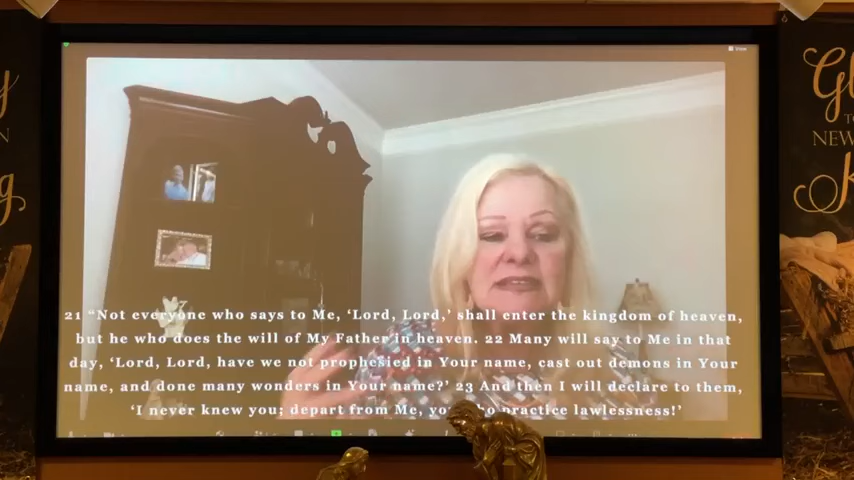 View
21 “Not everyone who says to Me, ‘Lord, Lord,’ shall enter the kingdom of heaven,
but he who does the will of My Father in heaven. 22 Many will say to Me in that
day, ‘Lord, Lord, have we not prophesied in Your name, cast out demons in Your
name, and done many wonders in Your name?’ 23 And then I will declare to them,
‘I never knew you; depart from Me, you who practice lawlessness!’
NEW